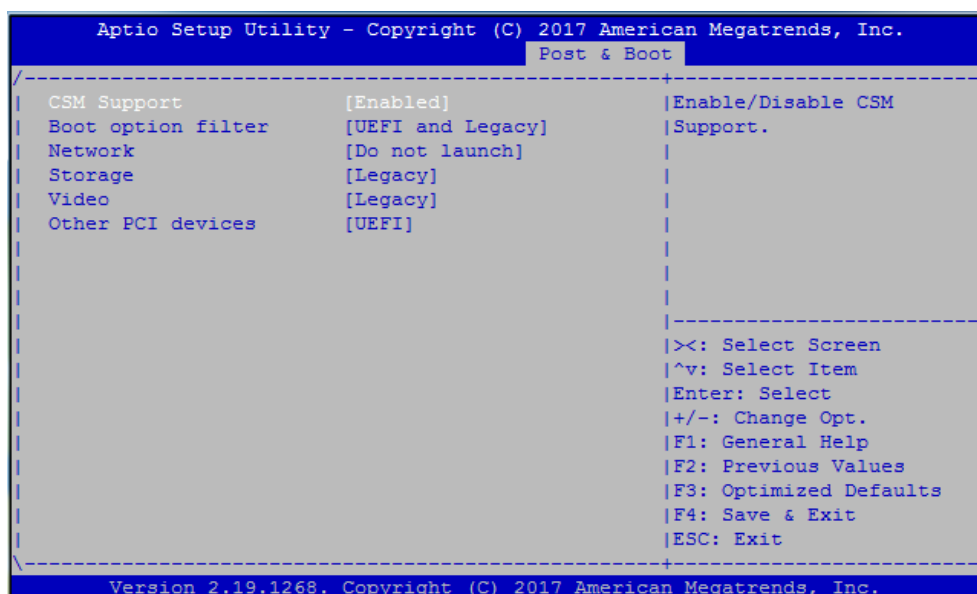 Aptio Setup Utility – Copyright (C) 2017 American Megatrends, Inc.
Post & Boot
CSM Support [Enabled]
Boot option filter [UEFI and Legacy]
Network [Do not launch]
Storage [Legacy]
Video [Legacy]
Other PCI devices [UEFI]
Enable/Disable CSM
Support.
><: Select Screen
^v: Select Item
Enter: Select
+/-: Change Opt.
F1: General Help
F2: Previous Values
F3: Optimized Defaults
F4: Save & Exit
ESC: Exit
Version 2.19.1268. Copyright (C) 2017 American Megatrends, Inc.